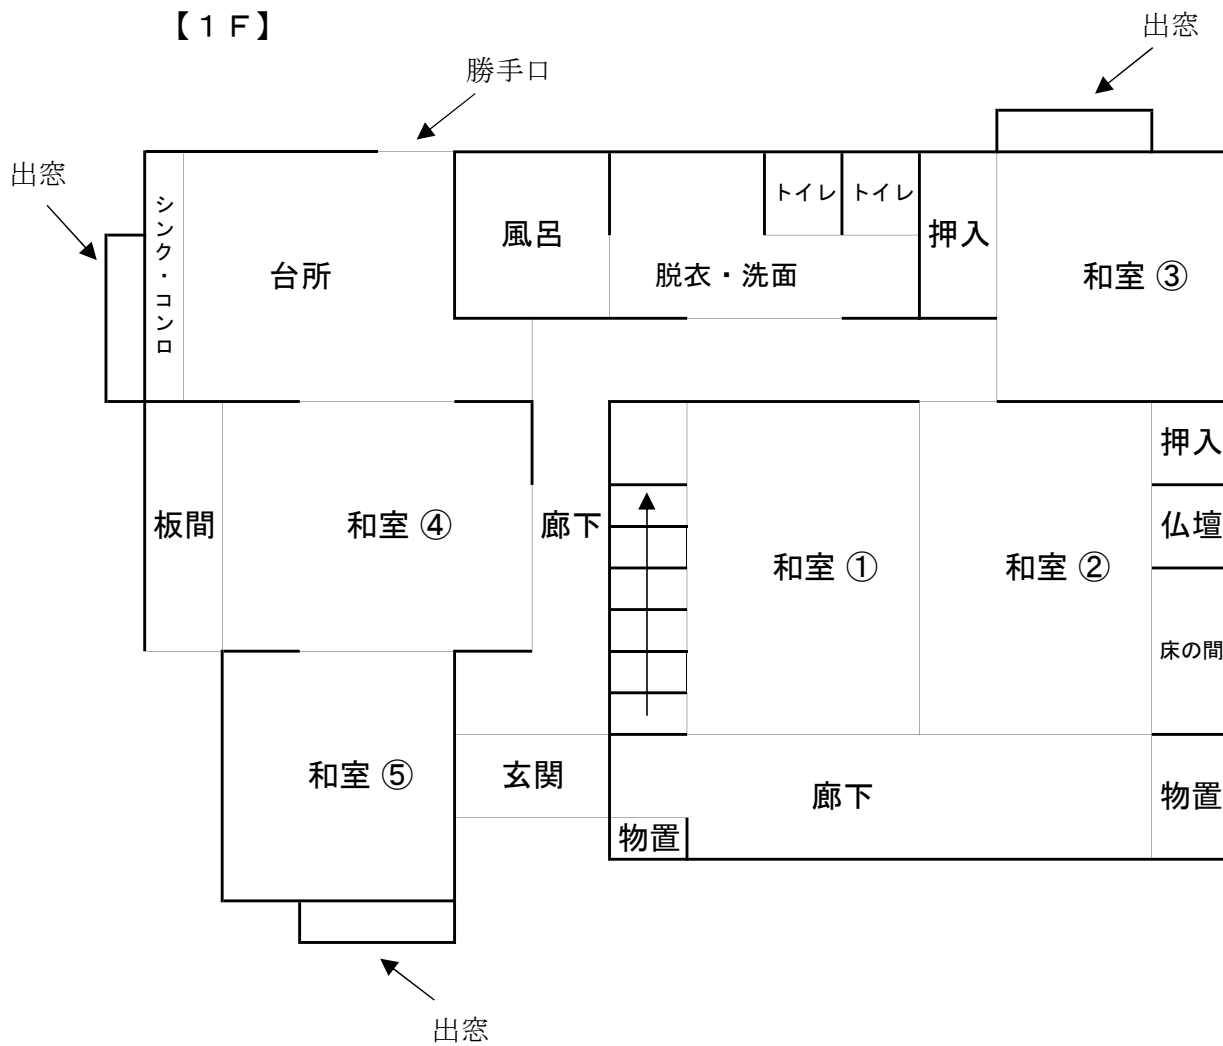 【１Ｆ】
出窓
勝手口
出窓
シンク・コンロ
台所
風呂
トイレ
トイレ
脱衣・洗面
押入
和室 ③
板間
和室 ④
廊下
和室 ①
和室 ②
押入
仏壇
床の間
和室 ⑤
玄関
廊下
物置
物置
出窓